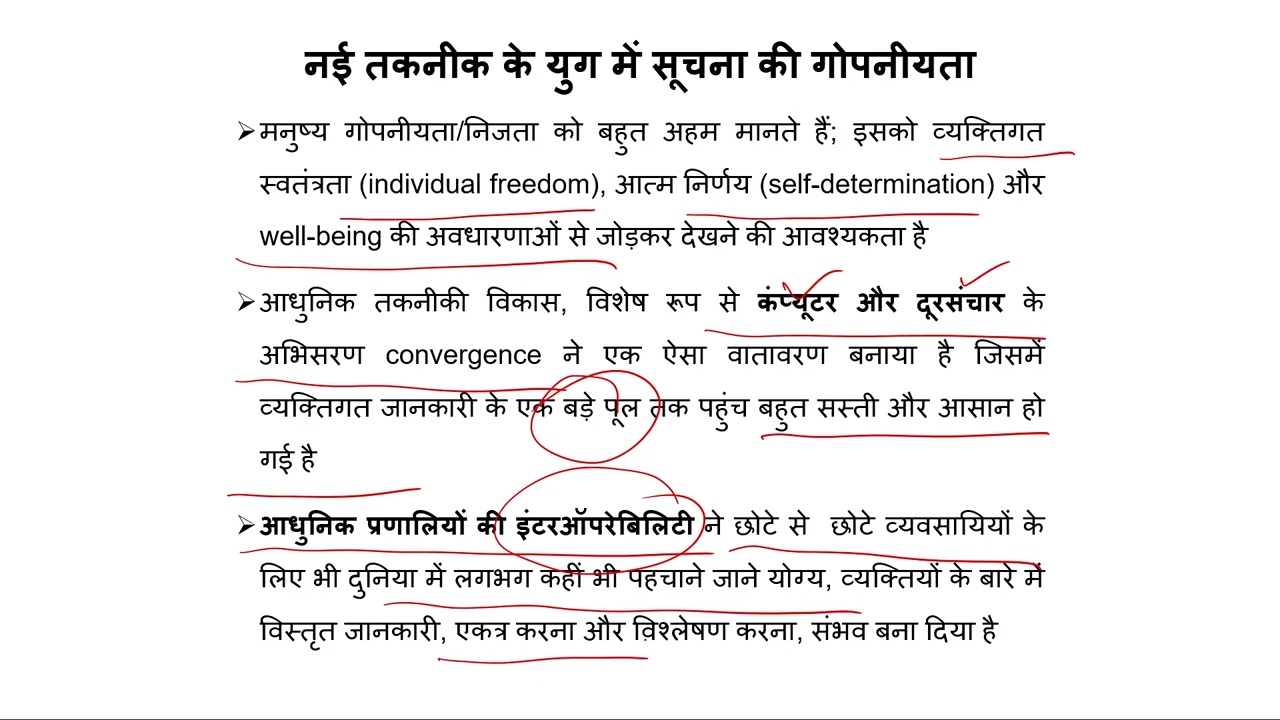 नई तकनीक के युग में सूचना की गोपनीयता
➢मनुष्य गोपनीयता/निजता को बहुत अहम मानते हैं; इसको व्यक्तिगत
स्वतंत्रता (individual freedom), आत्म निर्णय (self-determination) और
well-being की अवधारणाओं से जोड़कर देखने की आवश्यकता है
➢आधुनिक तकनीकी विकास, विशेष रूप से कंप्यूटर और दूरसंचार के
अभिसरण convergence ने एक ऐसा वातावरण बनाया है जिसमें
व्यक्तिगत जानकारी के एक बड़े पूल तक पहुंच बहुत सस्ती और आसान हो
गई है
➢आधुनिक प्रणालियों की इंटरऑपरेबिलिटी ने छोटे से छोटे व्यवसायियों के
लिए भी दुनिया में लगभग कहीं भी पहचाने जाने योग्य, व्यक्तियों के बारे में
विस्तृत जानकारी, एकत्र करना और विश्लेषण करना, संभव बना दिया है